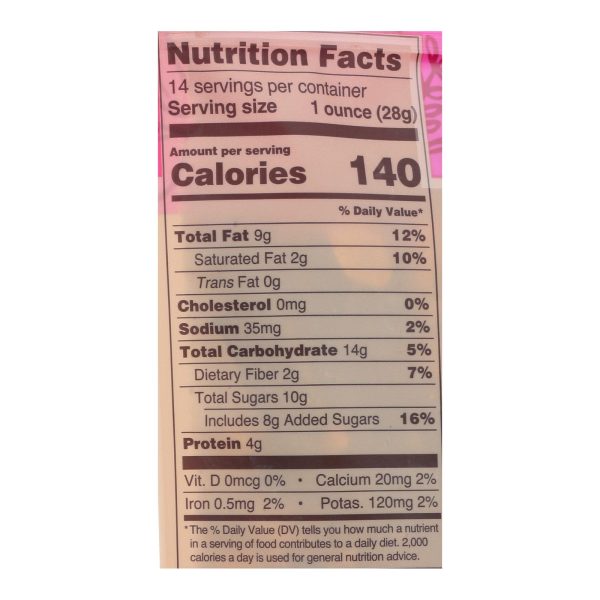 Nutrition Facts
14 servings per container
Serving size 1 ounce (28g)
Amount per serving
Calories 140
% Daily Value*
Total Fat 9g 12%
Saturated Fat 2g 10%
Trans Fat 0g
Cholesterol 0mg 0%
Sodium 35mg 2%
Total Carbohydrate 14g 5%
Dietary Fiber 2g 7%
Total Sugars 10g
Includes 8g Added Sugars 16%
Protein 4g
Vit. D 0mcg 0% • Calcium 20mg 2%
Iron 0.5mg 2% • Potas. 120mg 2%
*The % Daily Value (DV) tells you how much a nutrient
in a serving of food contributes to a daily diet. 2,000
calories a day is used for general nutrition advice.